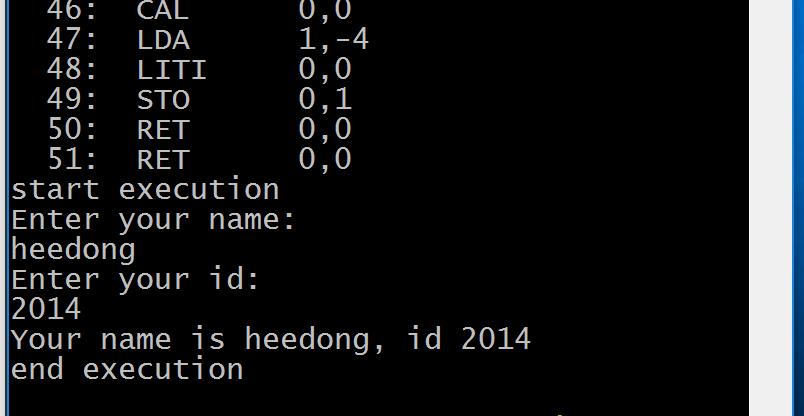 46: CAL 0,0
47: LDA 1,-4
48: LITI 0,0
49: STO 0,1
50: RET 0,0
51: RET 0,0
start execution
Enter your name:
heedong
Enter your id:
2014
Your name is heedong, id 2014
end execution